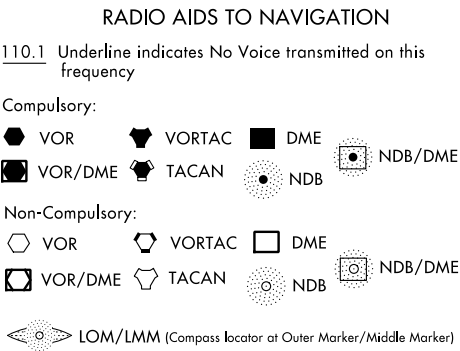 RADIO AIDS TO NAVIGATION
110.1 Underline indicates No Voice transmitted on this
frequency
Compulsory:
VOR VORTAC DME NDB/DME
VOR/DME TACAN NDB
Non-Compulsory:
VOR VORTAC DME NDB/DME
VOR/DME TACAN NDB
LOM/LMM (Compass locator at Outer Marker/Middle Marker)